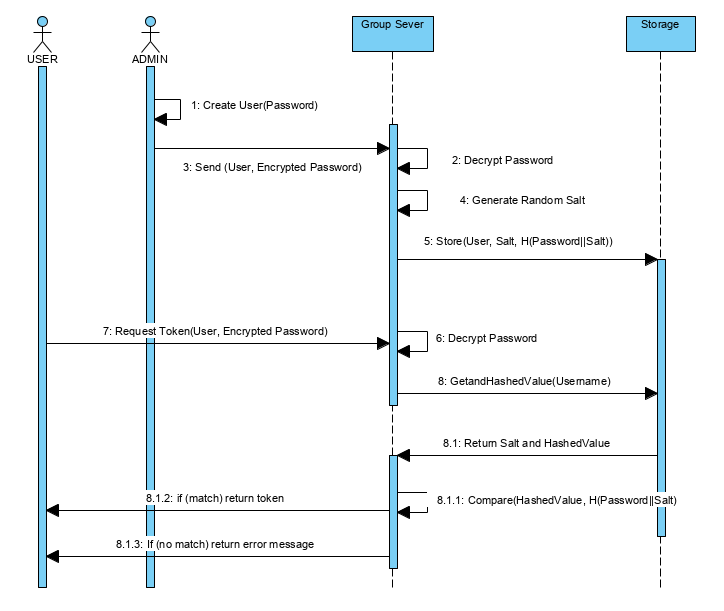 Group Sever
Storage
USER
ADMIN
1: Create User(Password)
3: Send (User, Encrypted Password)
2: Decrypt Password
4: Generate Random Salt
5: Store(User, Salt, H(Password||Salt))
7: Request Token(User, Encrypted Password)
6: Decrypt Password
8: GetandHashedValue(Username)
8.1: Return Salt and HashedValue
8.1.2: if (match) return token
8.1.1: Compare(HashedValue, H(Password||Salt)
8.1.3: If (no match) return error message